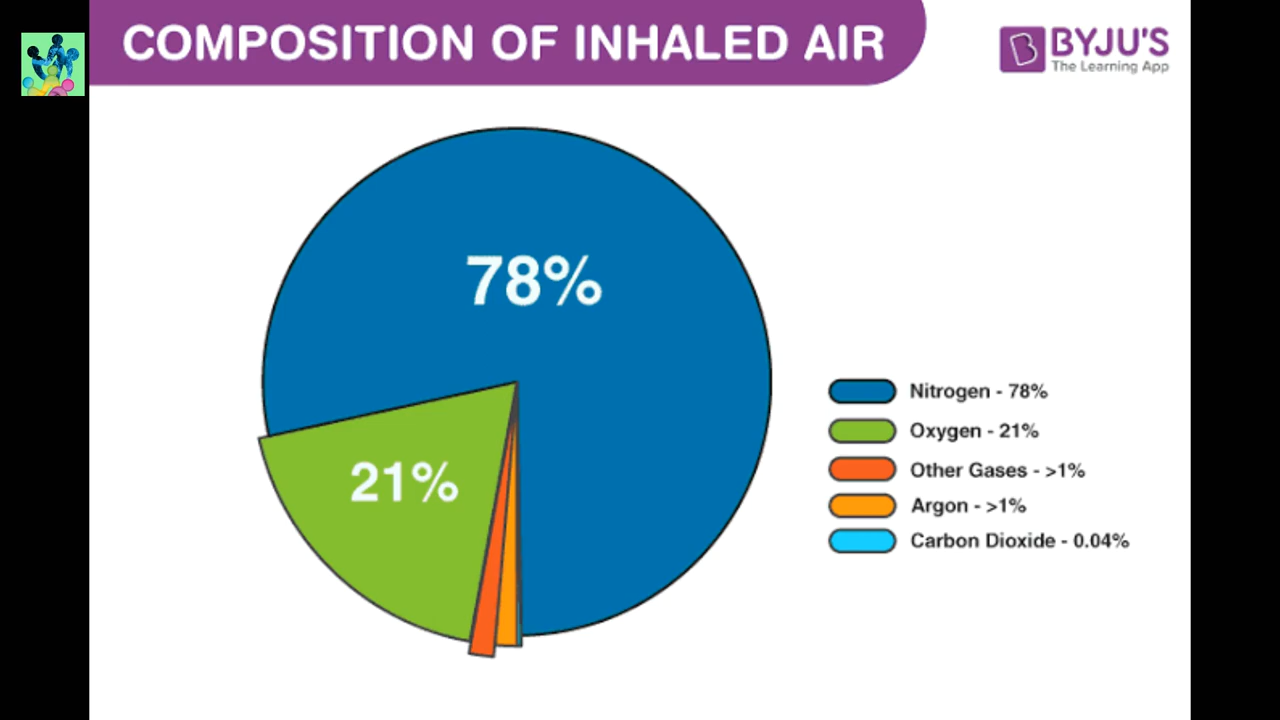 COMPOSITION OF INHALED AIR
BYJU'S
The Learning App
78%
21%
Nitrogen - 78%
Oxygen - 21%
Other Gases - >1%
Argon - >1%
Carbon Dioxide - 0.04%